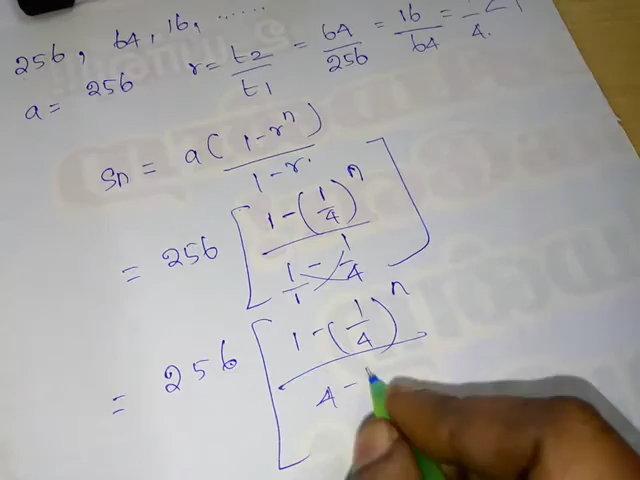 256, 64, 16, ......
a = 256 r = t2/t1 = 64/256 = 16/64 = 1/4 < 1
Sn = a(1-r^n)/1-r.
= 256 [1-(1/4)^n / 1/1 - 1/4]
= 256 [1-(1/4)^n / 4 -